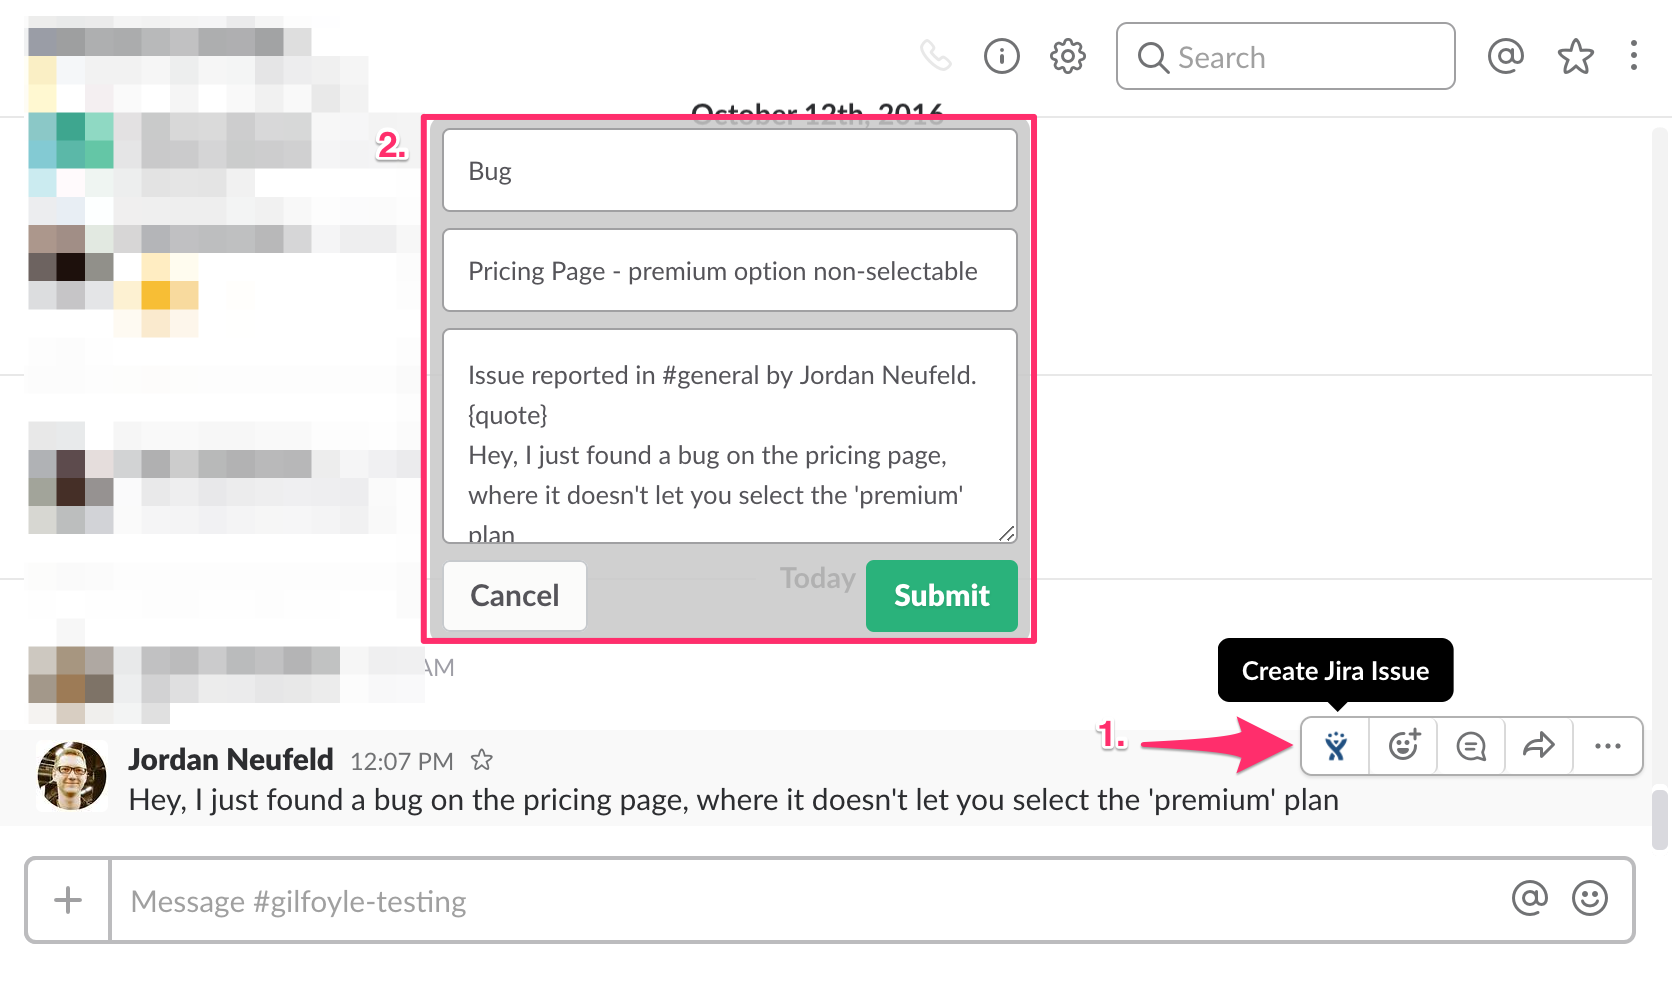 Search
October 12th, 2016
2.
Bug
Pricing Page - premium option non-selectable
Issue reported in #general by Jordan Neufeld.
{quote}
Hey, I just found a bug on the pricing page,
where it doesn't let you select the 'premium'
plan
Today
Cancel
Submit
AM
Create Jira Issue
1.
Jordan Neufeld 12:07 PM
Hey, I just found a bug on the pricing page, where it doesn't let you select the 'premium' plan
Message #gilfoyle-testing